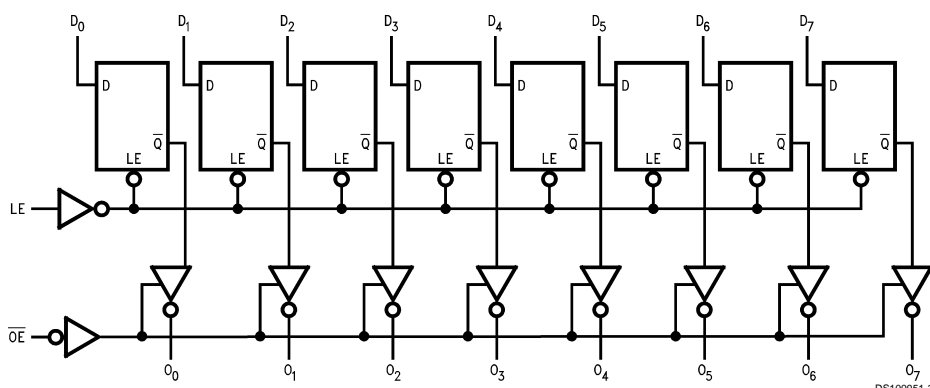 D0 D1 D2 D3 D4 D5 D6 D7
D D D D D D D D
Q̅ Q̅ Q̅ Q̅ Q̅ Q̅ Q̅ Q̅
LE LE LE LE LE LE LE LE
LE
O̅E̅
O0 O1 O2 O3 O4 O5 O6 O7